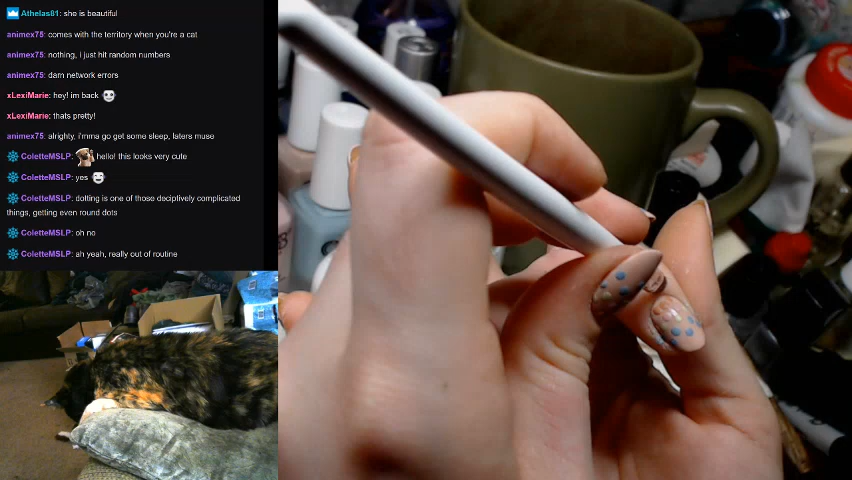 Athelas81: she is beautiful
animex75: comes with the territory when you're a cat
animex75: nothing, i just hit random numbers
animex75: darn network errors
xLexiMarie: hey! im back
xLexiMarie: thats pretty!
animex75: alrighty, i'mma go get some sleep, laters muse
ColetteMSLP: hello! this looks very cute
ColetteMSLP: yes
ColetteMSLP: dotting is one of those deciptively complicated
things, getting even round dots
ColetteMSLP: oh no
ColetteMSLP: ah yeah, really out of routine